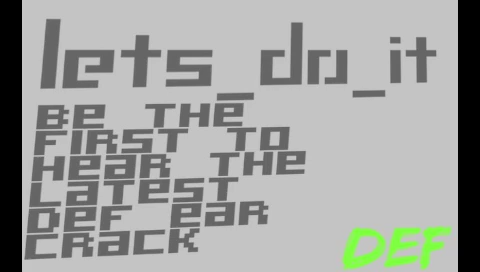 lets_do_it
BE THE
FIRST TO
HEAR THE
LATEST
DEF EAR
CRACK
DEF